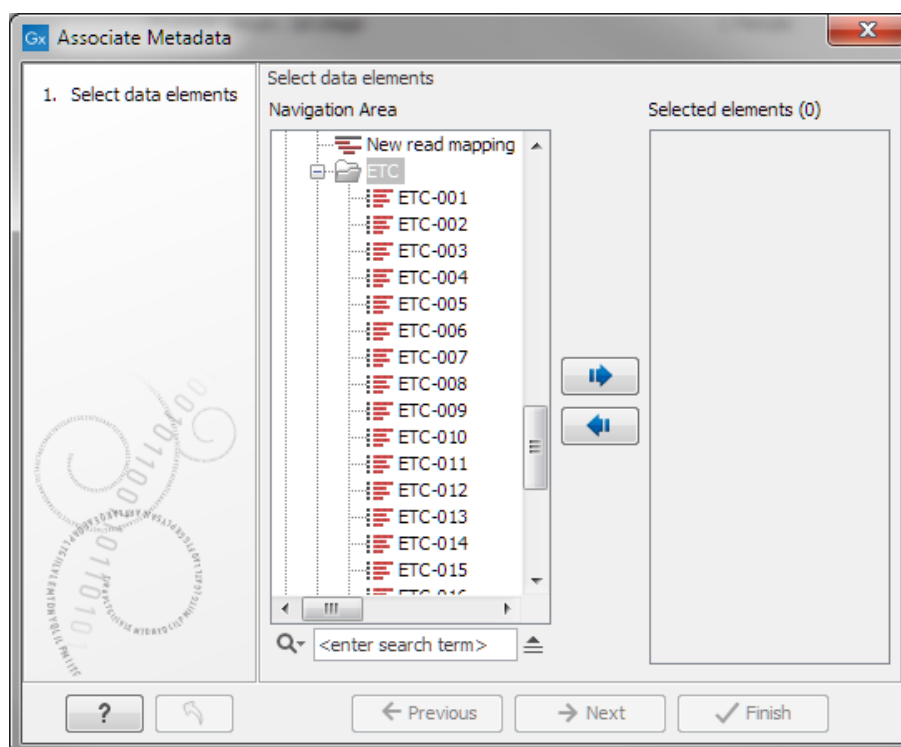 Gx Associate Metadata
1. Select data elements
Select data elements
Navigation Area
Selected elements (0)
New read mapping
ETC
ETC-001
ETC-002
ETC-003
ETC-004
ETC-005
ETC-006
ETC-007
ETC-008
ETC-009
ETC-010
ETC-011
ETC-012
ETC-013
ETC-014
ETC-015
<enter search term>
?
Previous
Next
Finish